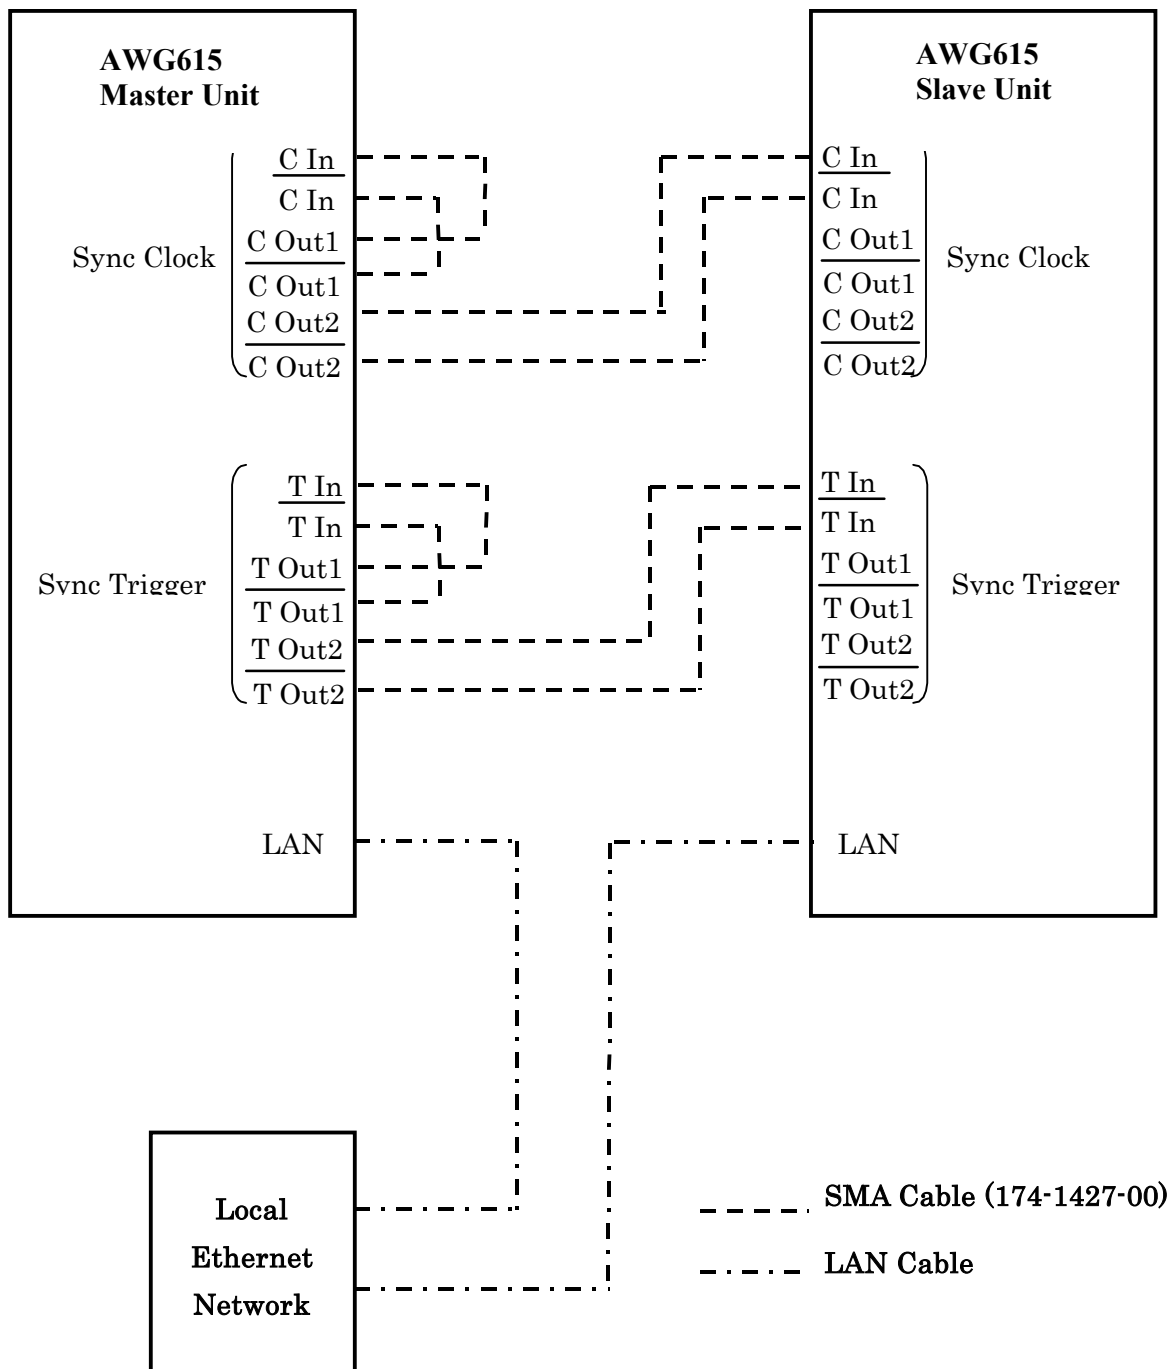 AWG615
Master Unit
C In
C In
C Out1
C Out1
C Out2
C Out2
Sync Clock
T In
T In
T Out1
T Out1
T Out2
T Out2
Sync Trigger
LAN
AWG615
Slave Unit
C In
C In
C Out1
C Out1
C Out2
C Out2
Sync Clock
T In
T In
T Out1
T Out1
T Out2
T Out2
Sync Trigger
LAN
Local
Ethernet
Network
SMA Cable (174-1427-00)
LAN Cable